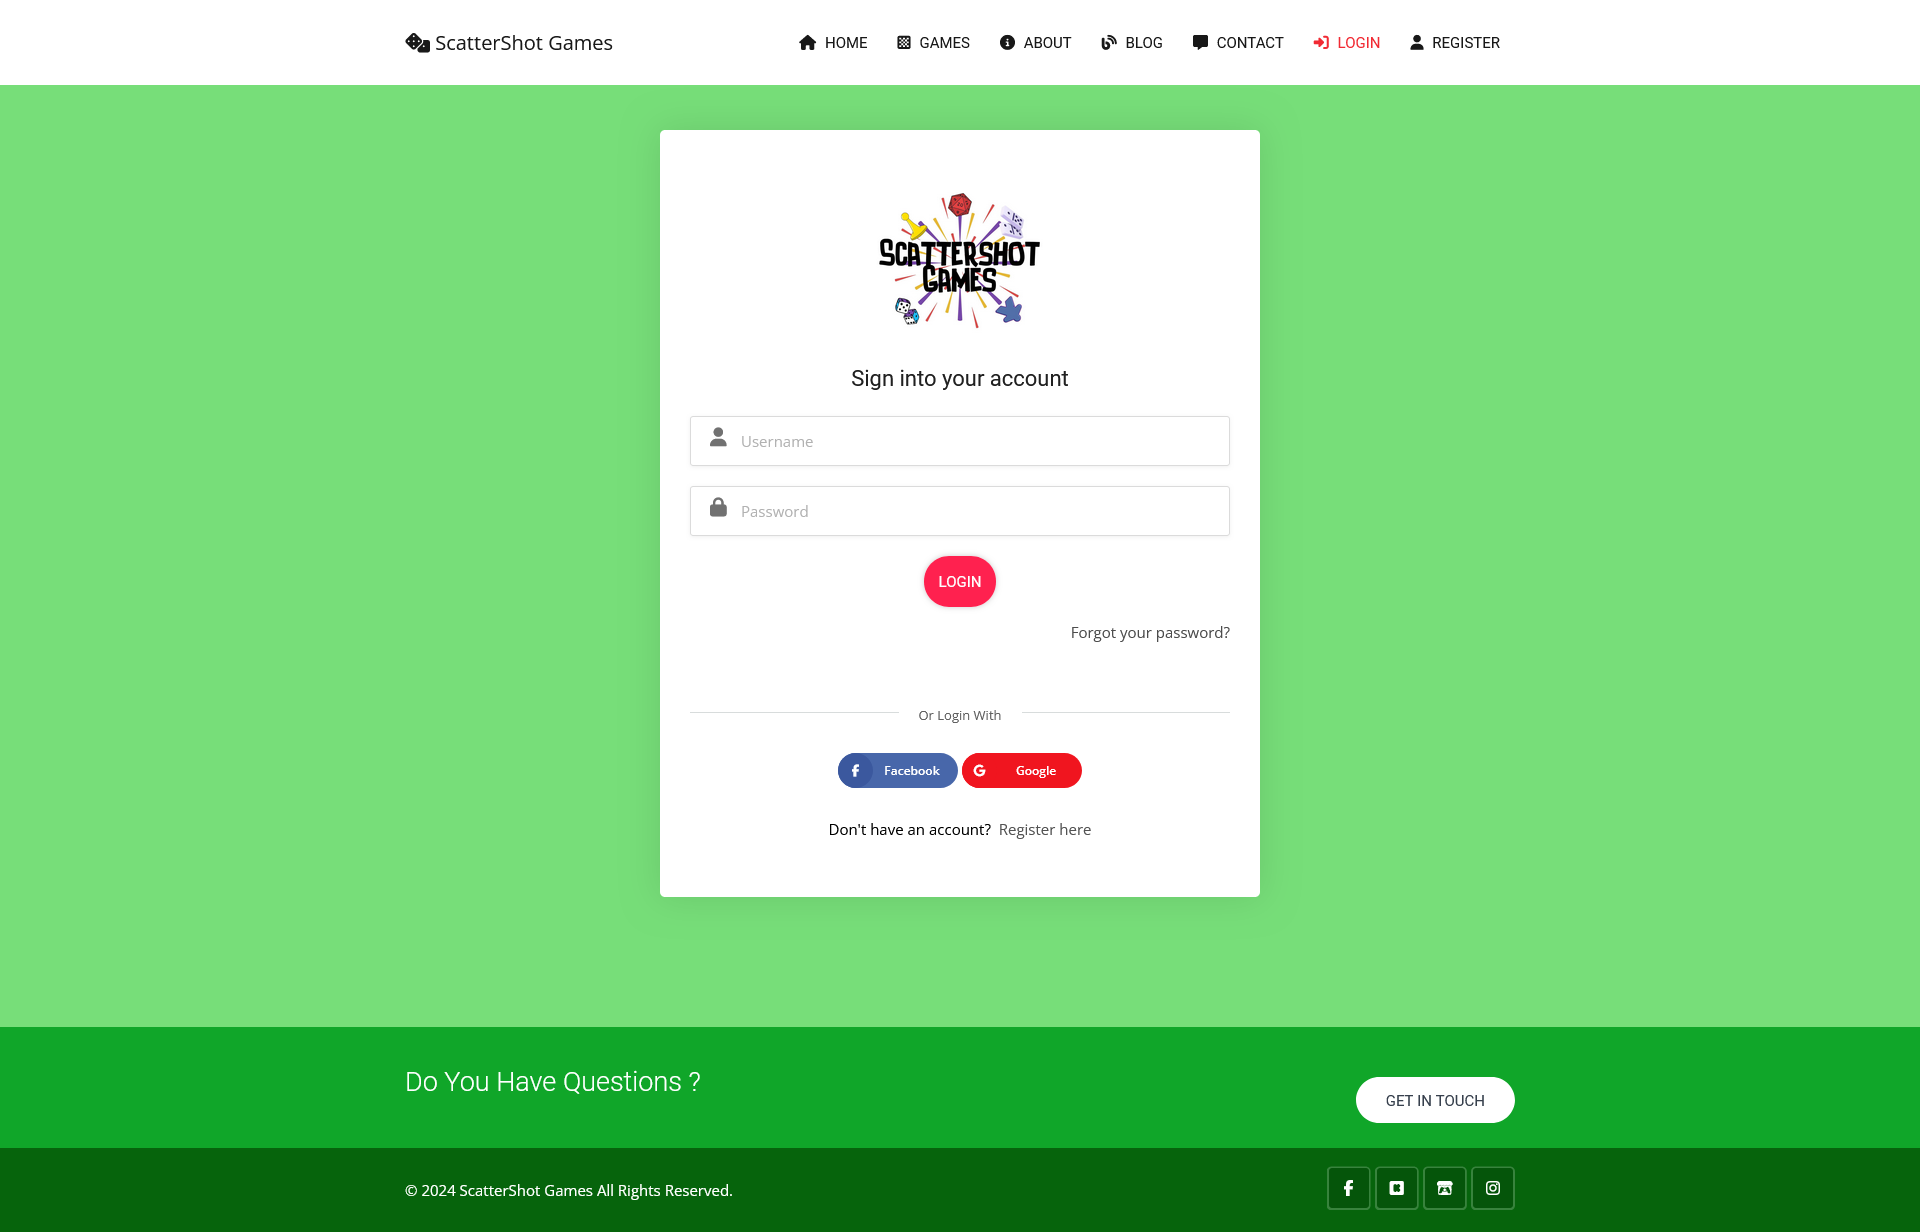 ScatterShot Games
HOME
GAMES
ABOUT
BLOG
CONTACT
LOGIN
REGISTER
SCATTERSHOT
GAMES
Sign into your account
Username
Password
LOGIN
Forgot your password?
Or Login With
Facebook
Google
Don't have an account? Register here
Do You Have Questions ?
GET IN TOUCH
© 2024 ScatterShot Games All Rights Reserved.